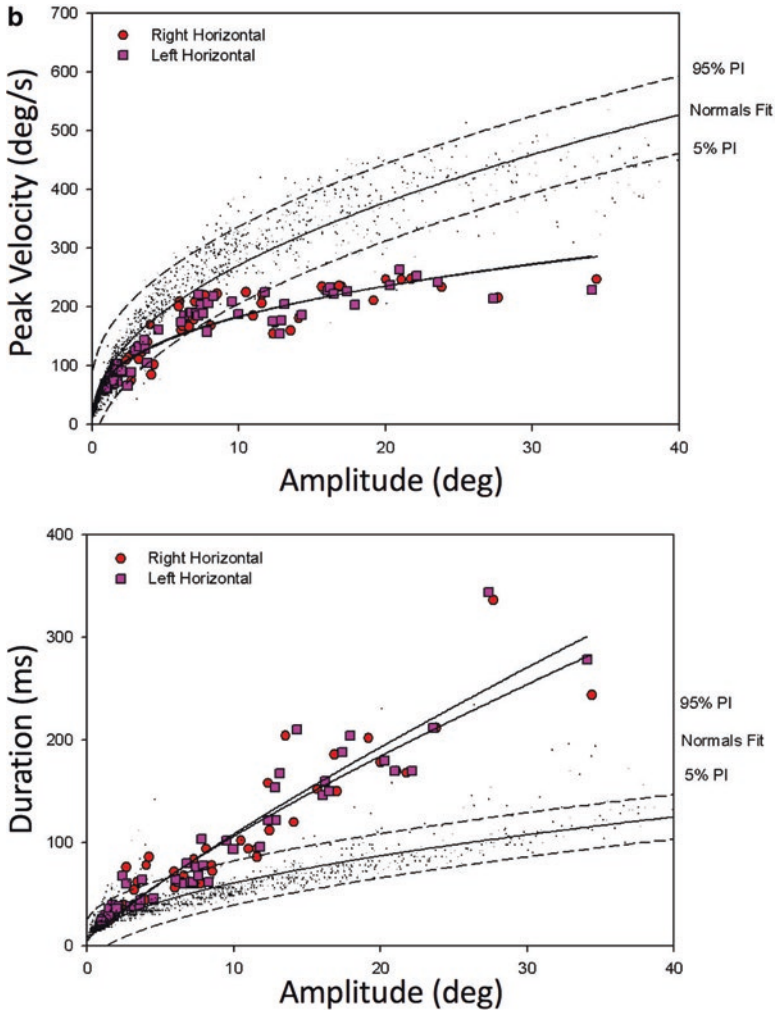 b
700
600
500
400
300
200
100
0
Peak Velocity (deg/s)
Right Horizontal
Left Horizontal
95% PI
Normals Fit
5% PI
0 10 20 30 40
Amplitude (deg)
400
300
200
100
0
Duration (ms)
Right Horizontal
Left Horizontal
95% PI
Normals Fit
5% PI
0 10 20 30 40
Amplitude (deg)